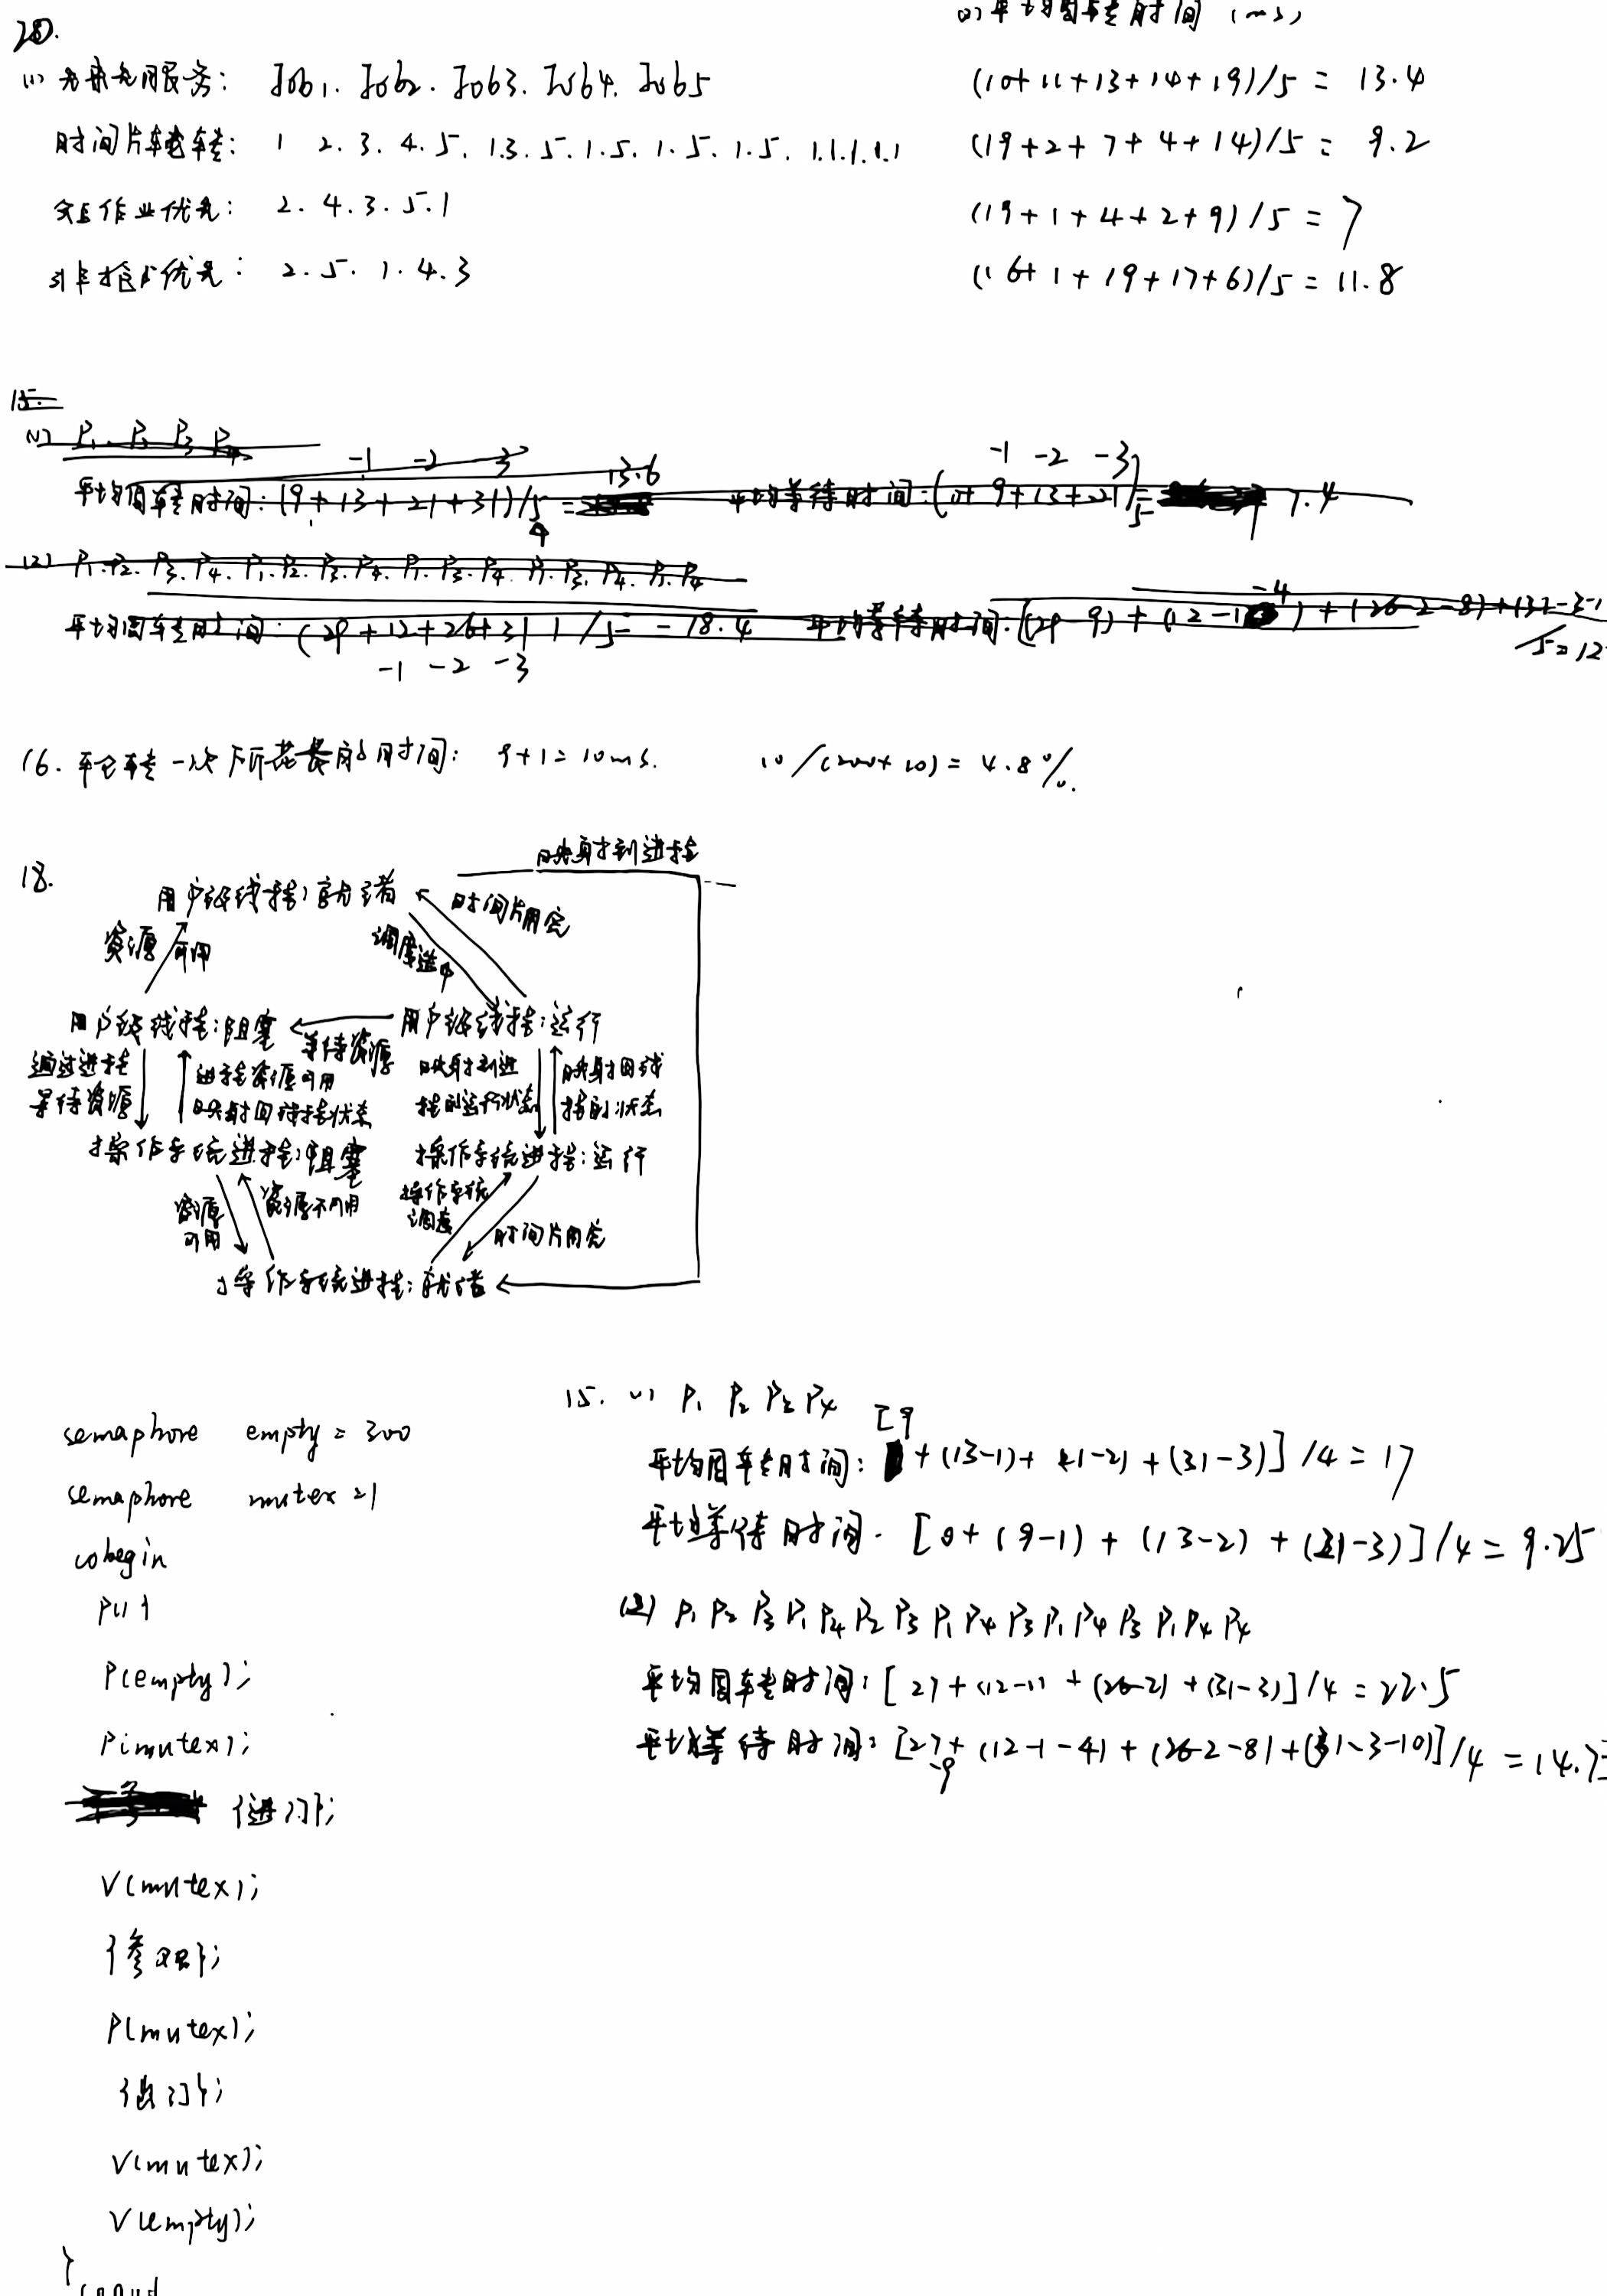 20.
(1) 先来先服务: Job1. Job2. Job3. Job4. Job5
时间片轮转: 1 2. 3. 4. 5. 1.3. 5. 1. 5. 1. 5. 1. 5. 1.1.1.1.1
短作业优先: 2. 4. 3. 5. 1
非抢占优先: 2. 5. 1. 4. 3
(2) 平均周转时间 (ms)
(10+11+13+14+19)/5 = 13.4
(19+2+7+4+14)/5 = 9.2
(19+1+4+2+9)/5 = 7
(16+1+19+17+6)/5 = 11.8
15.
(1) P1. P2 P3 P4
-1 -2 -3 13.6 -1 -2 -3
平均周转时间: (9+13+21+31)/5 = 平均等待时间: (0+9+13+21)/5 = 7.4
4
(2) P1. P2. P3. P4. P1. P2. P3. P4. P1. P3. P4. P1. P3. P4. P1. P4
-4
平均周转时间: (29+12+26+31)/5 = 18.4 平均等待时间: [(29-9)+(12-1)+(26-2-8)+(31-3-1
-1 -2 -3 /5=12
16. 轮转一次所花费的时间: 9+1=10ms. 10/(200+10) = 4.8%.
18.
映射到进程
用户级线程: 就绪
时间片用完
资源可用
调度选中
用户级线程: 阻塞
等待资源
用户级线程: 运行
通过进程等待资源
进程资源可用
映射回线程状态
映射到进程的运行状态
映射回线程的状态
操作系统进程: 阻塞
操作系统进程: 运行
资源可用
资源不可用
操作系统调度
时间片用完
操作系统进程: 就绪
semaphore empty = 300
semaphore mutex = 1
cobegin
P(empty);
P(mutex);
{进门};
V(mutex);
{参观};
P(mutex);
{出门};
V(mutex);
V(empty);
}
coend
15. (1) P1 P2 P3 P4
平均周转时间: [9+(13-1)+(21-2)+(31-3)]/4 = 17
平均等待时间. [0+(9-1)+(13-2)+(21-3)]/4 = 9.25
(2) P1 P2 P3 P1 P4 P2 P3 P1 P4 P3 P1 P4 P3 P1 P4 P4
平均周转时间: [27+(12-1)+(26-2)+(31-3)]/4 = 22.5
平均等待时间: [27-9+(12-1-4)+(26-2-8)+(31-3-10)]/4 = 14.75